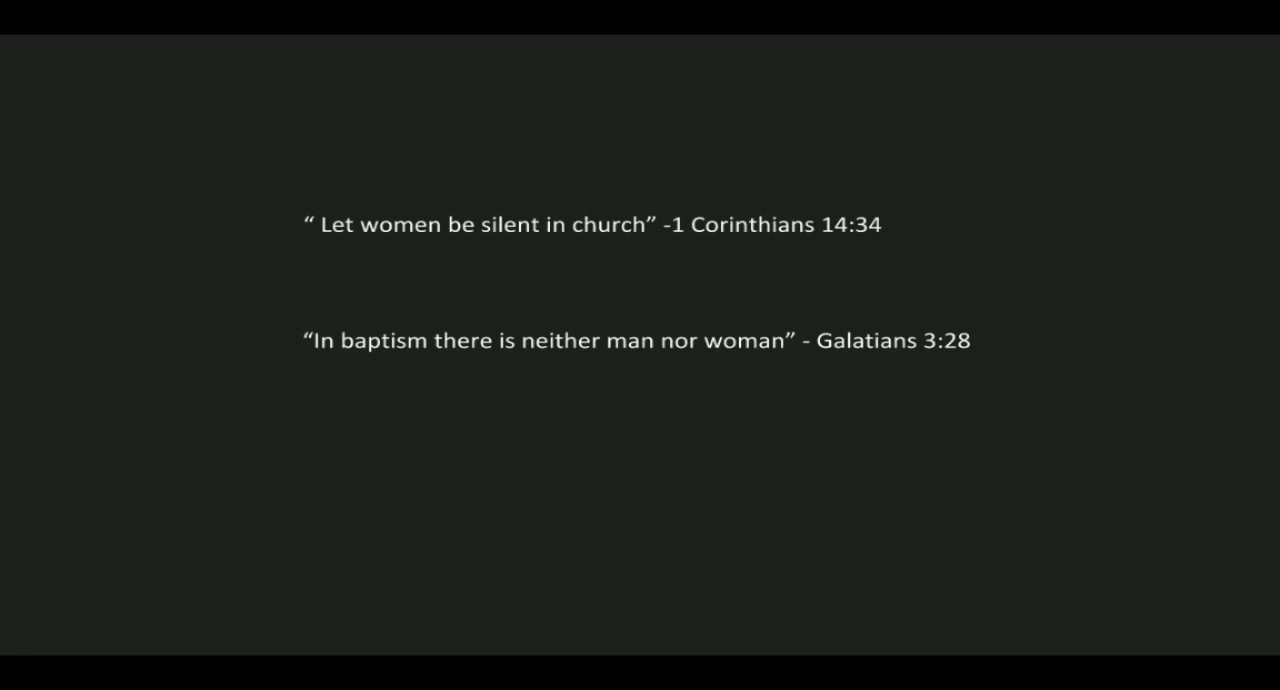 “ Let women be silent in church” -1 Corinthians 14:34
“In baptism there is neither man nor woman” - Galatians 3:28